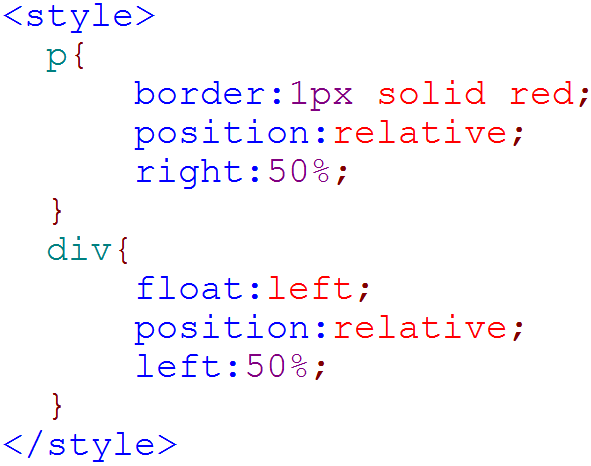 <style>
p{
border:1px solid red;
position:relative;
right:50%;
}
div{
float:left;
position:relative;
left:50%;
}
</style>